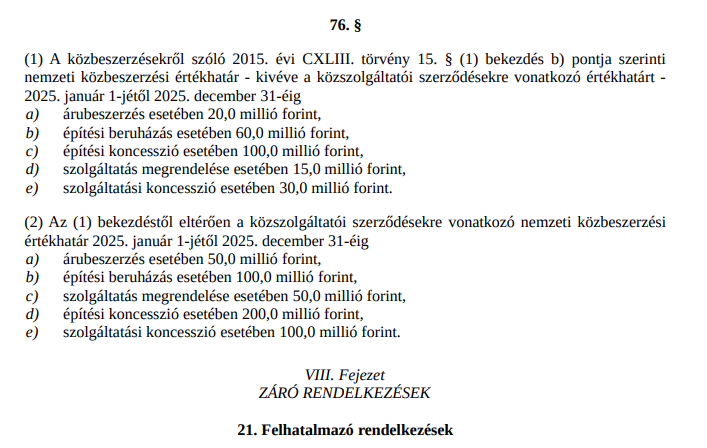 76. §
(1) A közbeszerzésekről szóló 2015. évi CXLIII. törvény 15. § (1) bekezdés b) pontja szerinti
nemzeti közbeszerzési értékhatár - kivéve a közszolgáltatói szerződésekre vonatkozó értékhatárt -
2025. január 1-jétől 2025. december 31-éig
a) árubeszerzés esetében 20,0 millió forint,
b) építési beruházás esetében 60,0 millió forint,
c) építési koncesszió esetében 100,0 millió forint,
d) szolgáltatás megrendelése esetében 15,0 millió forint,
e) szolgáltatási koncesszió esetében 30,0 millió forint.
(2) Az (1) bekezdéstől eltérően a közszolgáltatói szerződésekre vonatkozó nemzeti közbeszerzési
értékhatár 2025. január 1-jétől 2025. december 31-éig
a) árubeszerzés esetében 50,0 millió forint,
b) építési beruházás esetében 100,0 millió forint,
c) szolgáltatás megrendelése esetében 50,0 millió forint,
d) építési koncesszió esetében 200,0 millió forint,
e) szolgáltatási koncesszió esetében 100,0 millió forint.
VIII. Fejezet
ZÁRÓ RENDELKEZÉSEK
21. Felhatalmazó rendelkezések